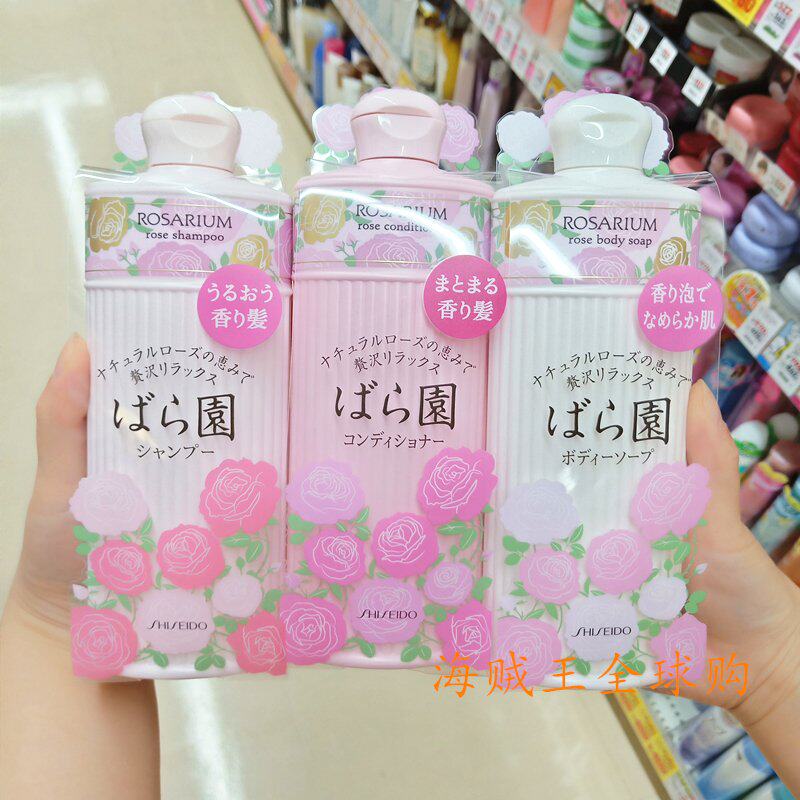 ROSARIUM
rose shampoo
うるおう
香り髪
ナチュラルローズの恵みで
贅沢リラックス
ばら園
シャンプー
SHISEIDO
ROSARIUM
rose conditio
まとまる
香り髪
ナチュラルローズの恵みで
贅沢リラックス
ばら園
コンディショナー
SHISEIDO
ROSARIUM
rose body soap
香り泡で
なめらか肌
ナチュラルローズの恵みで
贅沢リラックス
ばら園
ボディーソープ
SHISEIDO
海贼王全球购